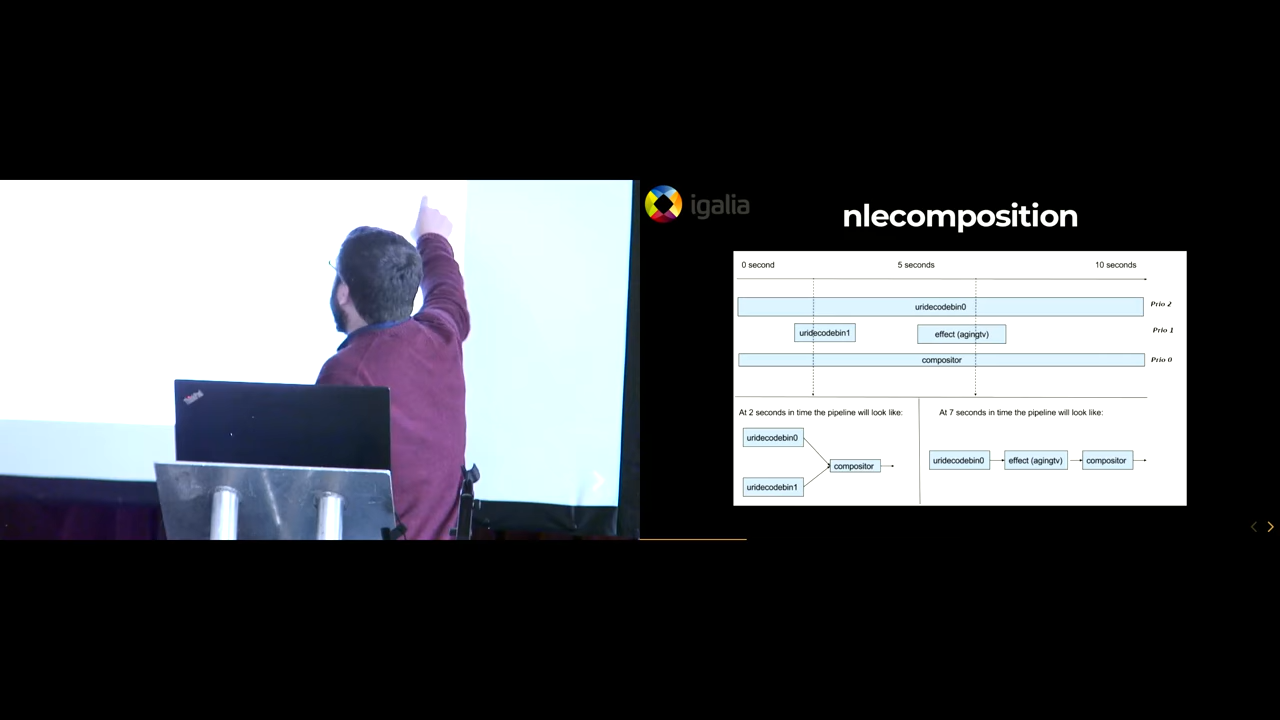 igalia
nlecomposition
0 second 5 seconds 10 seconds
uridecodebin0 Prio 2
uridecodebin1 effect (agingtv) Prio 1
compositor Prio 0
At 2 seconds in time the pipeline will look like: At 7 seconds in time the pipeline will look like:
uridecodebin0
compositor
uridecodebin1
uridecodebin0 effect (agingtv) compositor